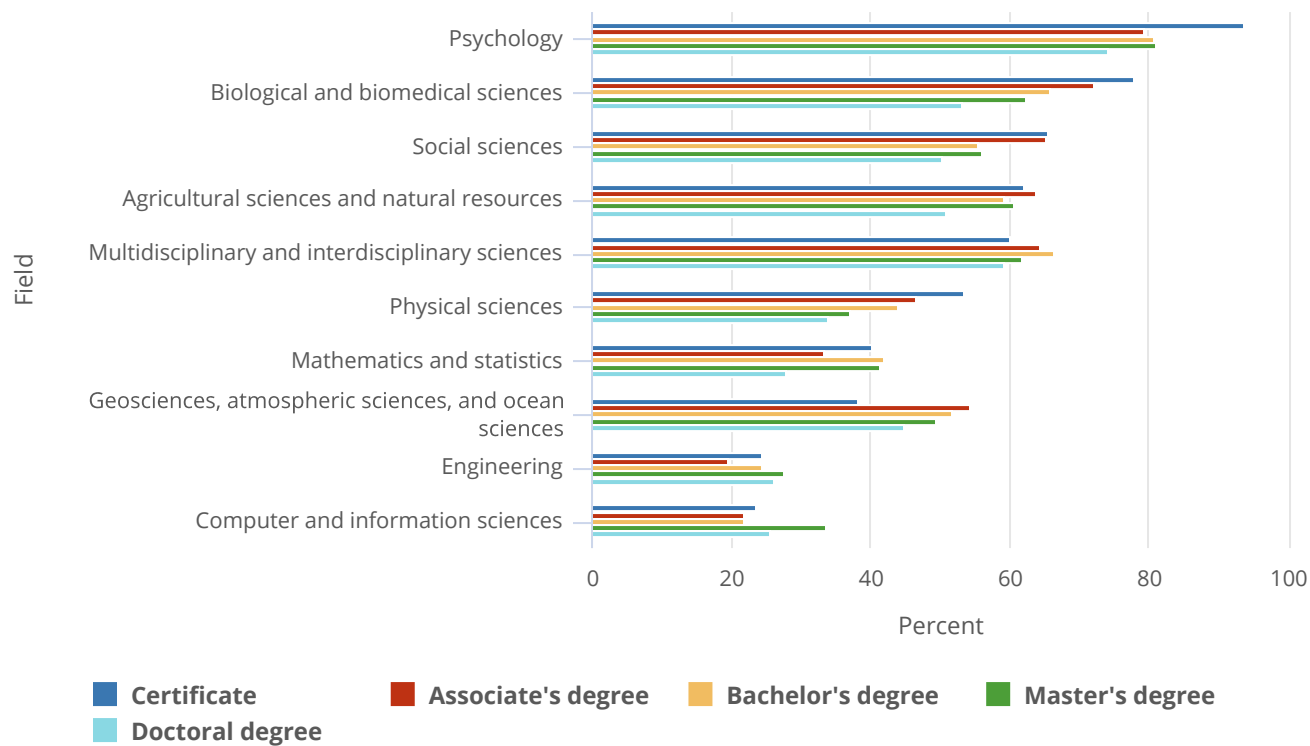 Psychology
Biological and biomedical sciences
Social sciences
Agricultural sciences and natural resources
Multidisciplinary and interdisciplinary sciences
Physical sciences
Mathematics and statistics
Geosciences, atmospheric sciences, and ocean
sciences
Engineering
Computer and information sciences
Field
0 20 40 60 80 100
Percent
Certificate Associate's degree Bachelor's degree Master's degree
Doctoral degree